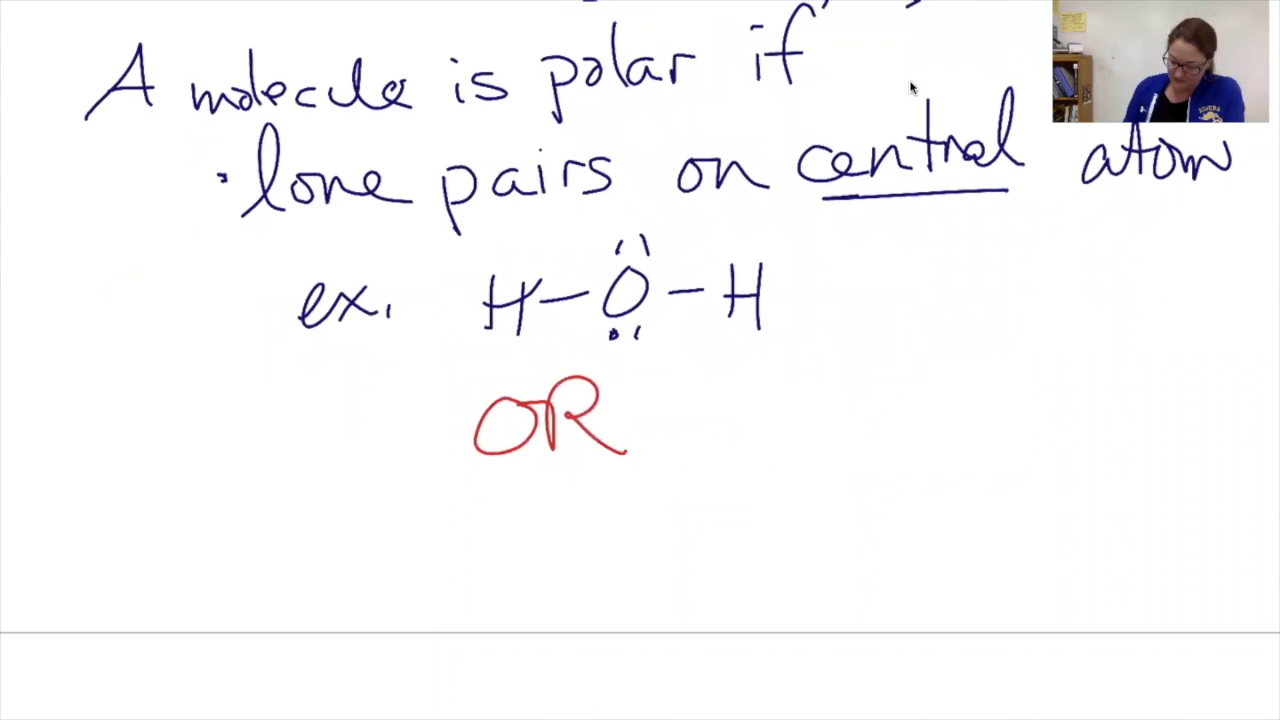 A molecule is polar if
· lone pairs on central atom
ex. H–Ö–H
OR